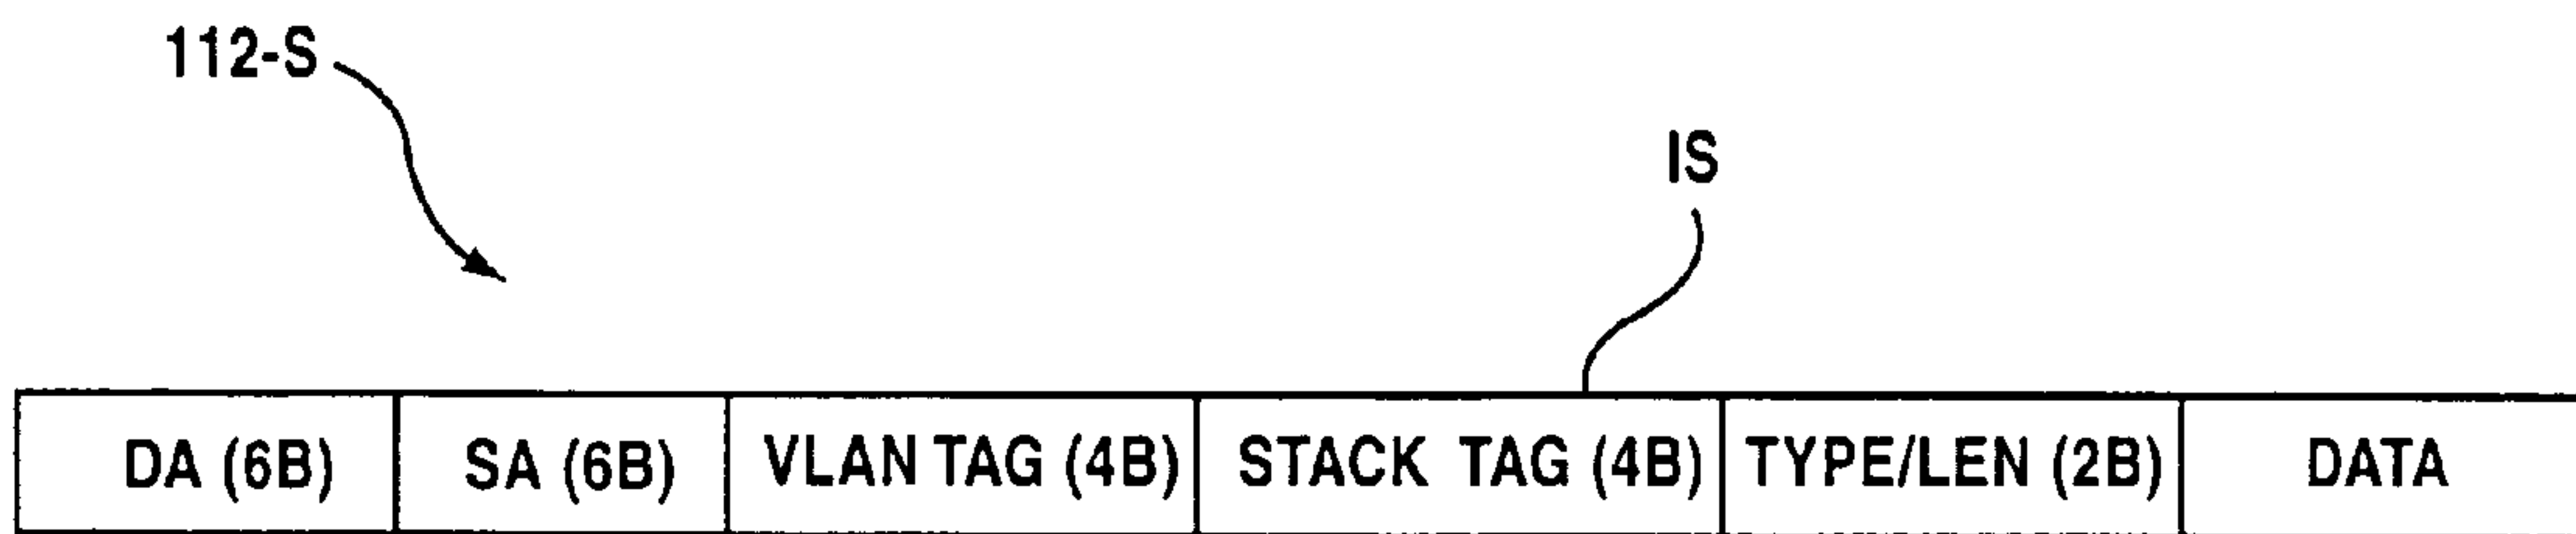 112-S
IS
DA (6B) SA (6B) VLAN TAG (4B) STACK TAG (4B) TYPE/LEN (2B) DATA